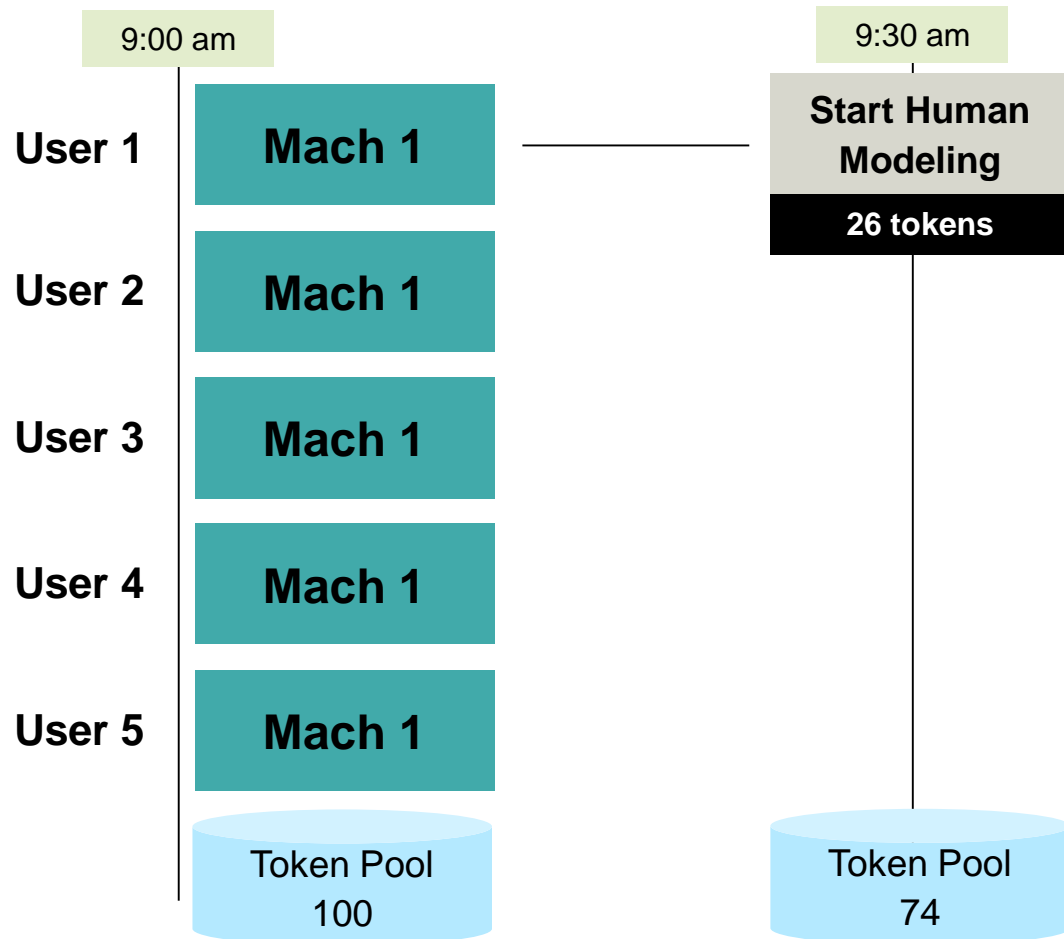 9:00 am
9:30 am
User 1
Mach 1
Start Human
Modeling
26 tokens
User 2
Mach 1
User 3
Mach 1
User 4
Mach 1
User 5
Mach 1
Token Pool
100
Token Pool
74